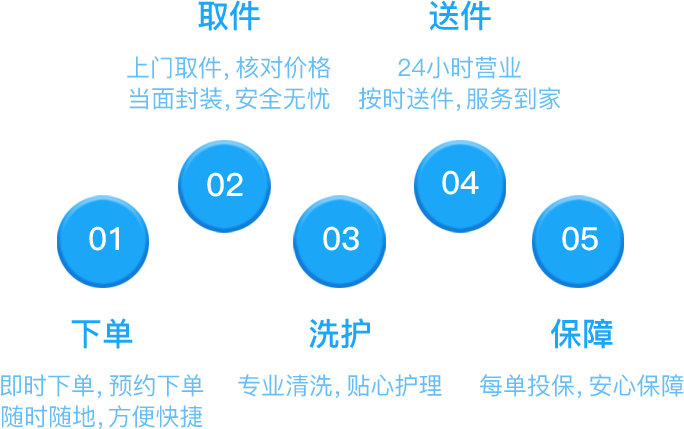 取件
上门取件, 核对价格
当面封装, 安全无忧
送件
24小时营业
按时送件, 服务到家
01
02
03
04
05
下单
即时下单, 预约下单
随时随地, 方便快捷
洗护
专业清洗, 贴心护理
保障
每单投保, 安心保障